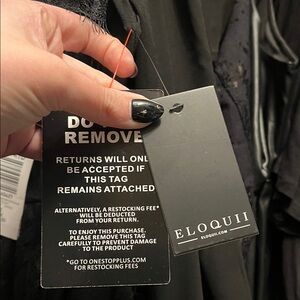 DO
REMOVE
RETURNS WILL ONL
BE ACCEPTED IF
THIS TAG
REMAINS ATTACHED
ALTERNATIVELY, A RESTOCKING FEE*
WILL BE DEDUCTED
FROM YOUR RETURN.
TO ENJOY THIS PURCHASE,
PLEASE REMOVE THIS TAG
CAREFULLY TO PREVENT DAMAGE
TO THE PRODUCT
*GO TO ONESTOPPLUS.COM
FOR RESTOCKING FEES
ELOQUII
ELOQUII.COM